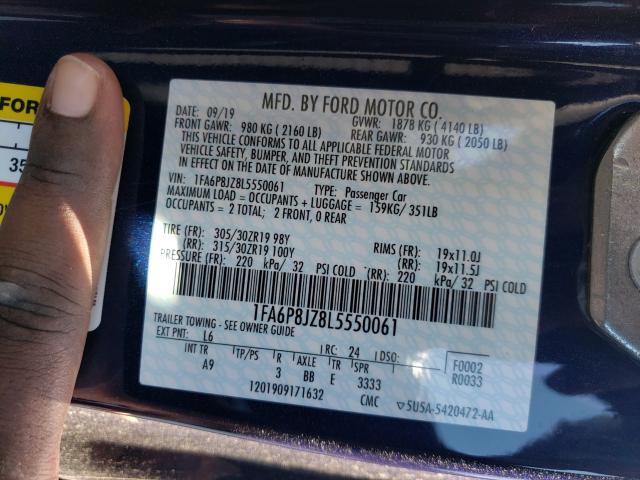 FOR
35
MFD. BY FORD MOTOR CO.
09/19 GVWR: 1878 KG ( 4140 LB)
FRONT GAWR: 980 KG ( 2160 LB) REAR GAWR: 930 KG ( 2050 LB)
THIS VEHICLE CONFORMS TO ALL APPLICABLE FEDERAL MOTOR
VEHICLE SAFETY, BUMPER, AND THEFT PREVENTION STANDARDS
IN EFFECT ON THE DATE OF MANUFACTURE SHOWN ABOVE.
VIN: 1FA6P8JZ8L5550061 TYPE: Passenger Car
MAXIMUM LOAD = OCCUPANTS + LUGGAGE = 159KG/ 351LB
OCCUPANTS = 2 TOTAL; 2 FRONT, 0 REAR
TIRE (FR): 305/30ZR19 98Y RIMS (FR): 19x11.0J
(RR): 315/30ZR19 100Y (RR): 19x11.5J
PRESSURE (FR): 220 kPa/ 32 PSI COLD (RR): 220 kPa/ 32 PSI COLD
1FA6P8JZ8L5550061
TRAILER TOWING - SEE OWNER GUIDE
EXT PNT: L6 RC: 24 DSO: F0002
INT TR TP/PS R AXLE TR SPR R0033
A9 3 BB E 3333
1201909171632 CMC 5U5A-5420472-AA